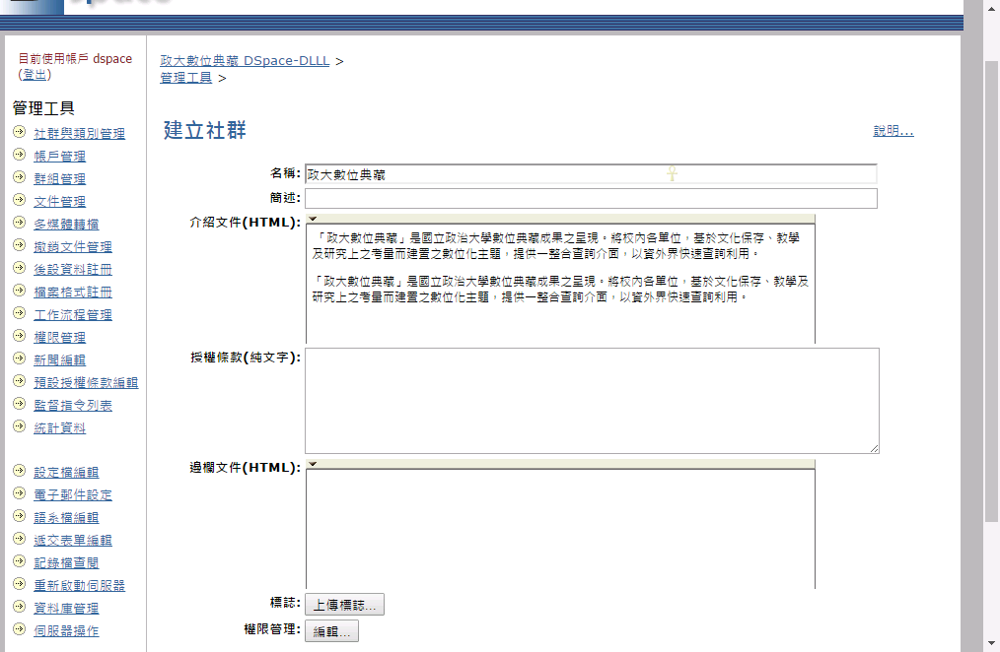 目前使用帳戶 dspace
(登出)
管理工具
社群與類別管理
帳戶管理
群組管理
文件管理
多媒體轉檔
撤銷文件管理
後設資料註冊
檔案格式註冊
工作流程管理
權限管理
新聞編輯
預設授權條款編輯
監督指令列表
統計資料
設定檔編輯
電子郵件設定
語系檔編輯
遞交表單編輯
記錄檔查閱
重新啟動伺服器
資料庫管理
伺服器操作
政大數位典藏 DSpace-DLLL >
管理工具 >
建立社群
說明...
名稱: 政大數位典藏
簡述:
介紹文件(HTML):
「政大數位典藏」是國立政治大學數位典藏成果之呈現。將校內各單位，基於文化保存、教學
及研究上之考量而建置之數位化主題，提供一整合查詢介面，以資外界快速查詢利用。
「政大數位典藏」是國立政治大學數位典藏成果之呈現。將校內各單位，基於文化保存、教學及
研究上之考量而建置之數位化主題，提供一整合查詢介面，以資外界快速查詢利用。
授權條款(純文字):
邊欄文件(HTML):
標誌: 上傳標誌...
權限管理: 編輯...